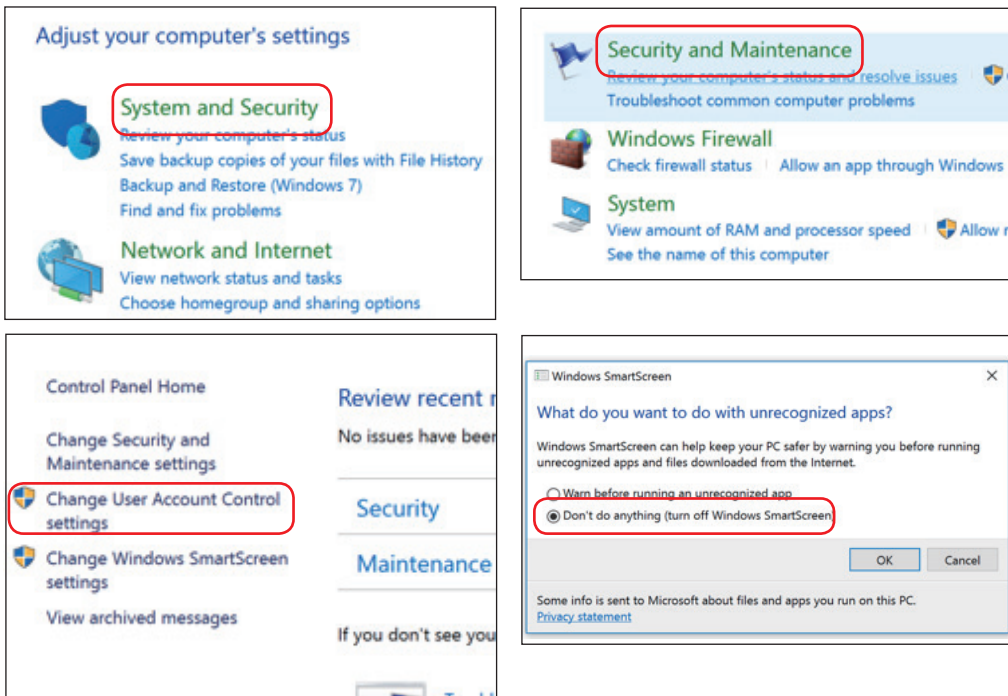 Adjust your computer's settings
System and Security
Review your computer's status
Save backup copies of your files with File History
Backup and Restore (Windows 7)
Find and fix problems
Network and Internet
View network status and tasks
Choose homegroup and sharing options
Security and Maintenance
Review your computer's status and resolve issues
Troubleshoot common computer problems
Windows Firewall
Check firewall status Allow an app through Windows
System
View amount of RAM and processor speed Allow
See the name of this computer
Control Panel Home
Change Security and
Maintenance settings
Change User Account Control
settings
Change Windows SmartScreen
settings
View archived messages
Review recent
No issues have been
Security
Maintenance
If you don't see you
Windows SmartScreen
What do you want to do with unrecognized apps?
Windows SmartScreen can help keep your PC safer by warning you before running
unrecognized apps and files downloaded from the Internet.
Warn before running an unrecognized app
Don't do anything (turn off Windows SmartScreen)
OK Cancel
Some info is sent to Microsoft about files and apps you run on this PC.
Privacy statement